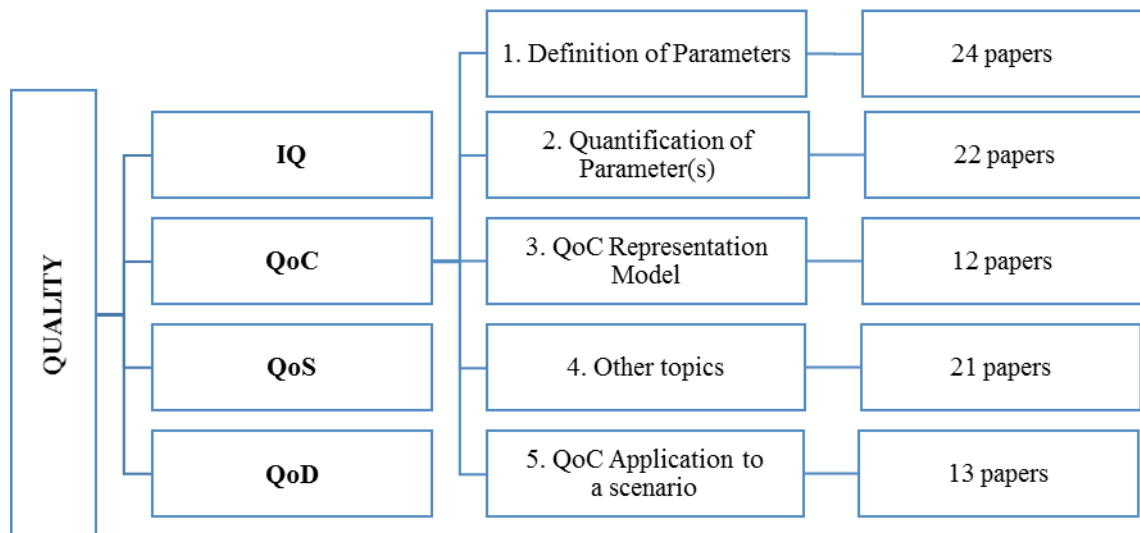 QUALITY
IQ
QoC
QoS
QoD
1. Definition of Parameters
24 papers
2. Quantification of
Parameter(s)
22 papers
3. QoC Representation
Model
12 papers
4. Other topics
21 papers
5. QoC Application to
a scenario
13 papers